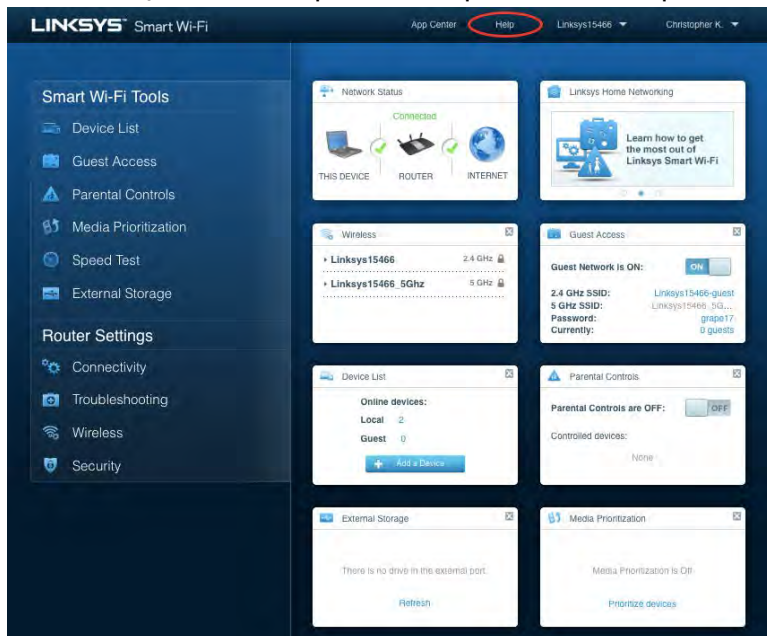 LINKSYS Smart Wi-Fi
App Center
Help
Linksys15466
Christopher K.
Smart Wi-Fi Tools
Device List
Guest Access
Parental Controls
Media Prioritization
Speed Test
External Storage
Router Settings
Connectivity
Troubleshooting
Wireless
Security
Network Status
Connected
THIS DEVICE
ROUTER
INTERNET
Linksys Home Networking
Learn how to get
the most out of
Linksys Smart Wi-Fi
Wireless
Linksys15466 2.4 GHz
Linksys15466_5Ghz 5 GHz
Guest Access
Guest Network is ON: ON
2.4 GHz SSID: Linksys15466-guest
5 GHz SSID: Linksys15466_5G...
Password: grape17
Currently: 0 guests
Device List
Online devices:
Local 2
Guest 0
Add a Device
Parental Controls
Parental Controls are OFF: OFF
Controlled devices:
None
External Storage
There is no drive in the external port.
Refresh
Media Prioritization
Media Prioritization is Off
Prioritize devices